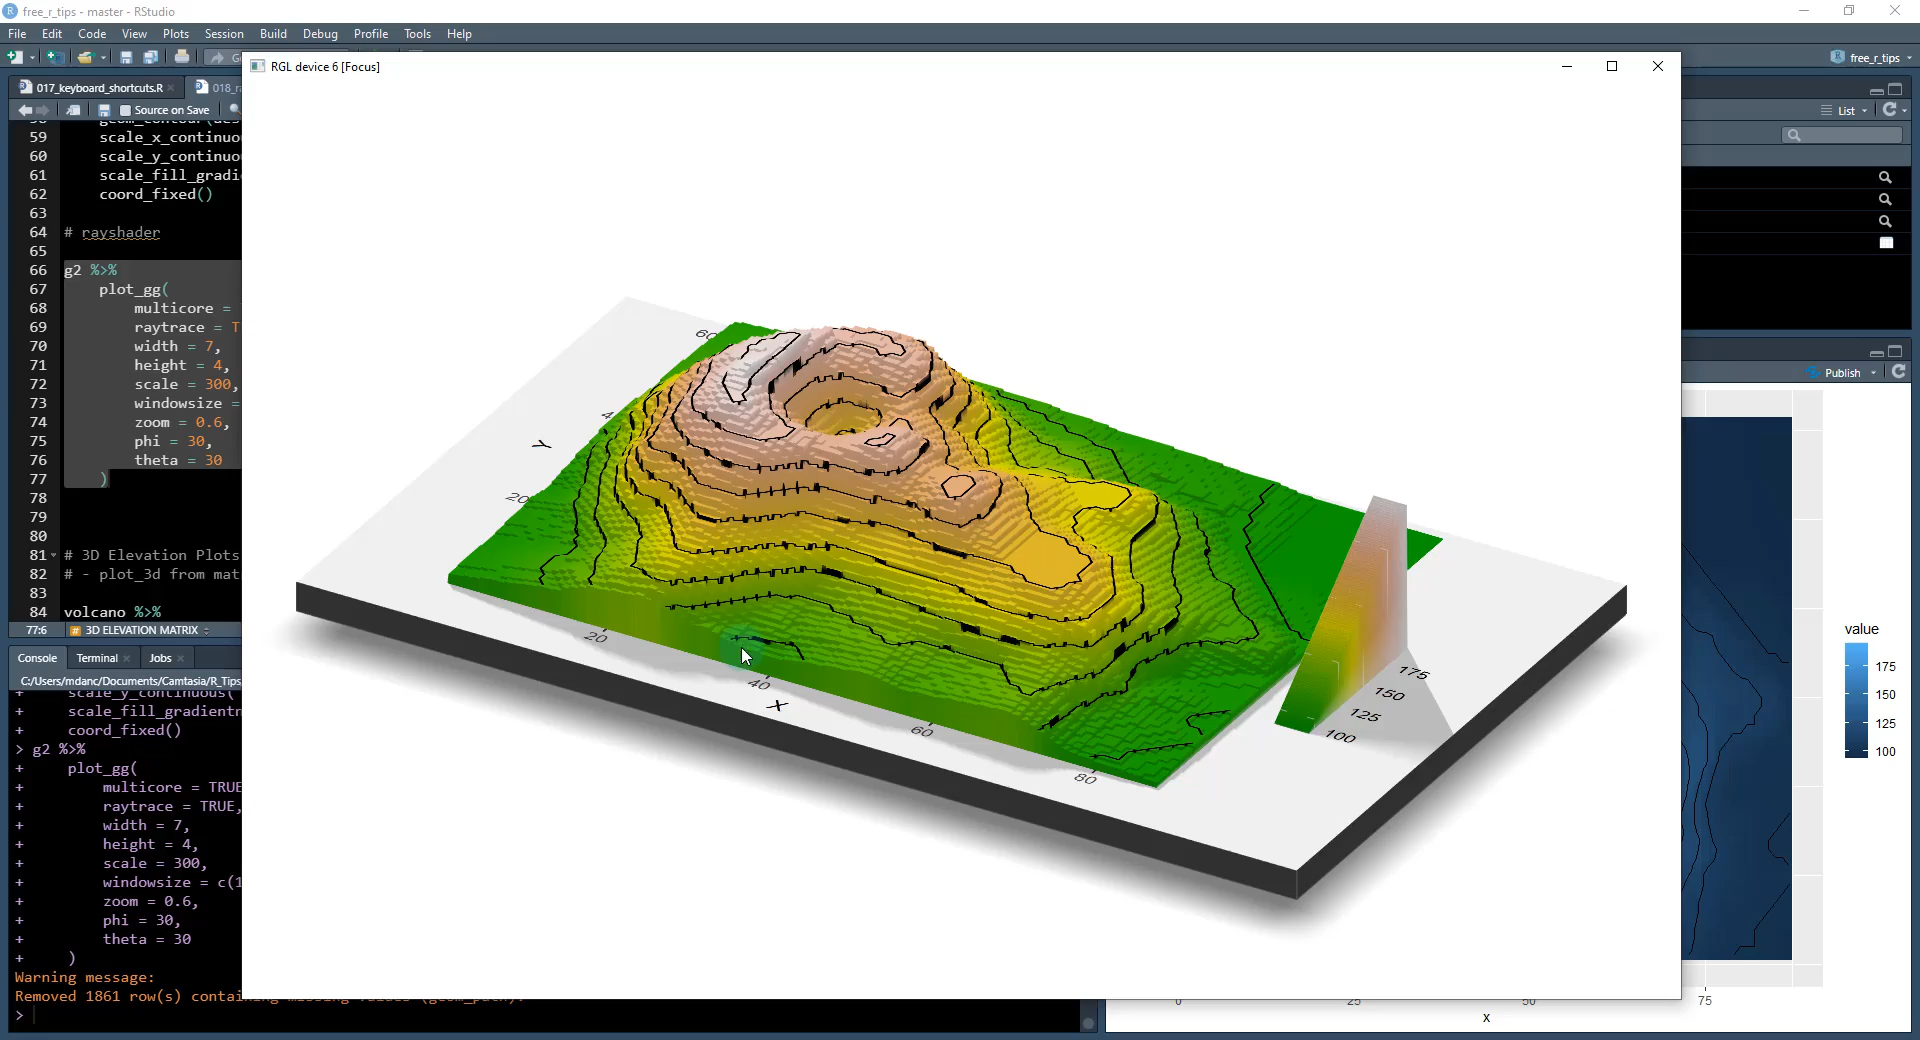 free_r_tips - master - RStudio
File Edit Code View Plots Session Build Debug Profile Tools Help
free_r_tips
RGL device 6 [Focus]
017_keyboard_shortcuts.R
Source on Save
List
59 scale_x_continuo
60 scale_y_continuo
61 scale_fill_gradi
62 coord_fixed()
63
64 # rayshader
65
66 g2 %>%
67 plot_gg(
68 multicore =
69 raytrace = T
70 width = 7,
71 height = 4,
72 scale = 300,
73 windowsize =
74 zoom = 0.6,
75 phi = 30,
76 theta = 30
77 )
78
79
80
81 # 3D Elevation Plots
82 # - plot_3d from mat
83
84 volcano %>%
77:6 # 3D ELEVATION MATRIX
Console Terminal Jobs
C:/Users/mdanc/Documents/Camtasia/R_Tips
+ scale_y_continuous(
+ scale_fill_gradientn
+ coord_fixed()
> g2 %>%
+ plot_gg(
+ multicore = TRUE
+ raytrace = TRUE,
+ width = 7,
+ height = 4,
+ scale = 300,
+ windowsize = c(1
+ zoom = 0.6,
+ phi = 30,
+ theta = 30
+ )
Warning message:
Removed 1861 row(s) containing missing values (geom_path).
>
60
Y
20
20
40
X
60
80
175
150
125
100
Publish
value
175
150
125
100
0 25 50 75
x